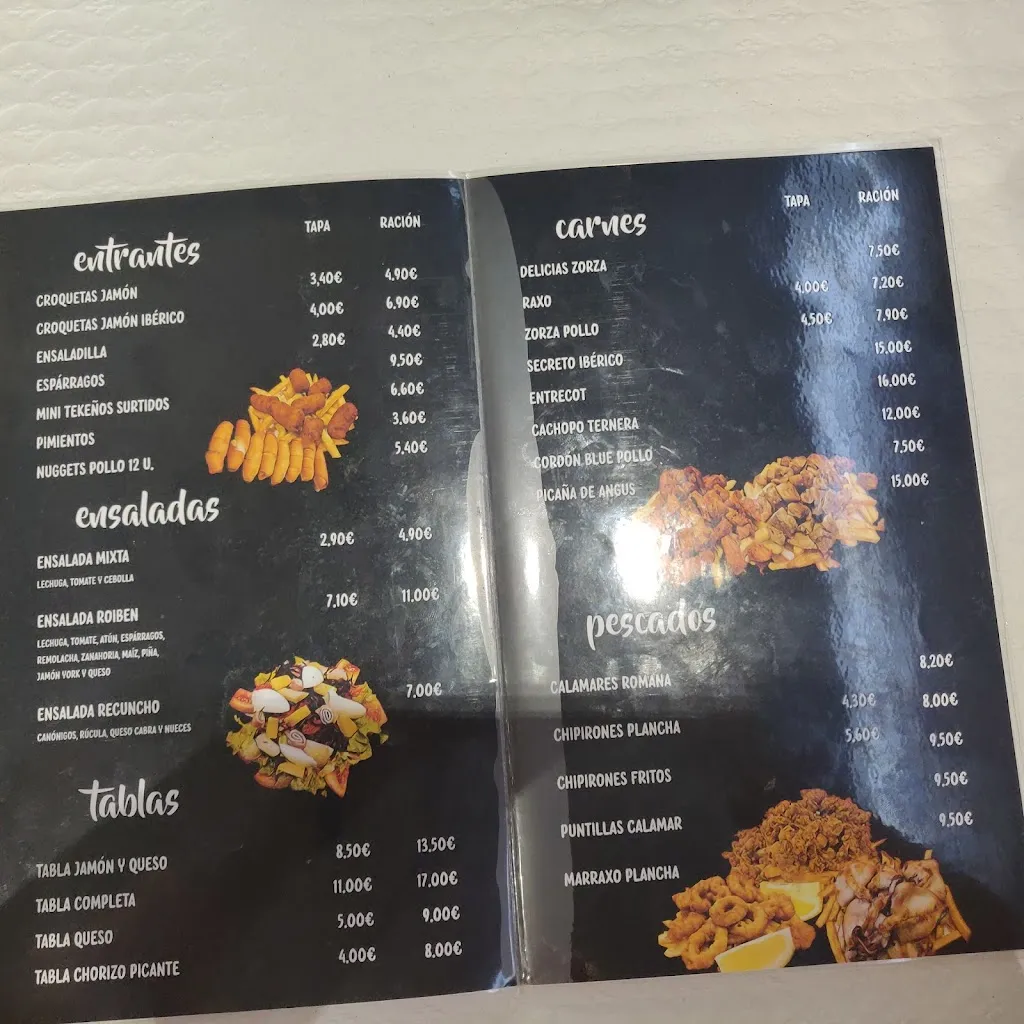 TAPA RACIÓN
entrantes
CROQUETAS JAMÓN 3,40€ 4,90€
CROQUETAS JAMÓN IBÉRICO 4,00€ 6,90€
ENSALADILLA 2,80€ 4,40€
ESPÁRRAGOS 9,50€
MINI TEKEÑOS SURTIDOS 6,60€
PIMIENTOS 3,60€
NUGGETS POLLO 12 U. 5,40€
ensaladas
ENSALADA MIXTA 2,90€ 4,90€
LECHUGA, TOMATE Y CEBOLLA
ENSALADA ROIBEN 7,10€ 11,00€
LECHUGA, TOMATE, ATÚN, ESPÁRRAGOS,
REMOLACHA, ZANAHORIA, MAÍZ, PIÑA,
JAMÓN YORK Y QUESO
ENSALADA RECUNCHO 7,00€
CANÓNIGOS, RÚCULA, QUESO CABRA Y NUECES
tablas
TABLA JAMÓN Y QUESO 8,50€ 13,50€
TABLA COMPLETA 11,00€ 17,00€
TABLA QUESO 5,00€ 9,00€
TABLA CHORIZO PICANTE 4,00€ 8,00€
TAPA RACIÓN
carnes
DELICIAS ZORZA 7,50€
RAXO 4,00€ 7,20€
ZORZA POLLO 4,50€ 7,90€
SECRETO IBÉRICO 15,00€
ENTRECOT 16,00€
CACHOPO TERNERA 12,00€
CORDÓN BLUE POLLO 7,50€
PICAÑA DE ANGUS 15,00€
pescados
CALAMARES ROMANA 8,20€
CHIPIRONES PLANCHA 4,30€ 8,00€
CHIPIRONES FRITOS 5,60€ 9,50€
PUNTILLAS CALAMAR 9,50€
MARRAXO PLANCHA 9,50€